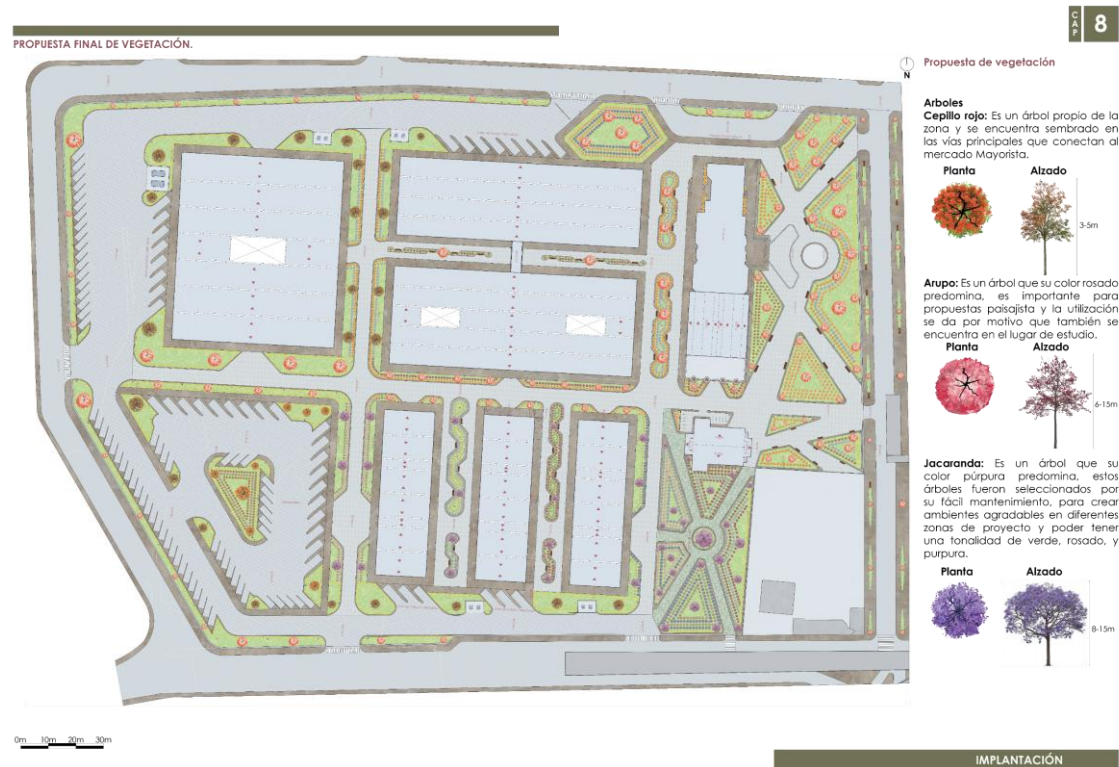 CAP 8
PROPUESTA FINAL DE VEGETACIÓN.
N
Propuesta de vegetación
Arboles
Cepillo rojo: Es un árbol propio de la
zona y se encuentra sembrado en
las vías principales que conectan al
mercado Mayorista.
Planta Alzado
3-5m
Arupo: Es un árbol que su color rosado
predomina, es importante para
propuestas paisajista y la utilización
se da por motivo que también se
encuentra en el lugar de estudio.
Planta Alzado
6-15m
Jacaranda: Es un árbol que su
color púrpura predomina, estos
árboles fueron seleccionados por
su fácil mantenimiento, para crear
ambientes agradables en diferentes
zonas de proyecto y poder tener
una tonalidad de verde, rosado, y
purpura.
Planta Alzado
8-15m
0m 10m 20m 30m
IMPLANTACIÓN